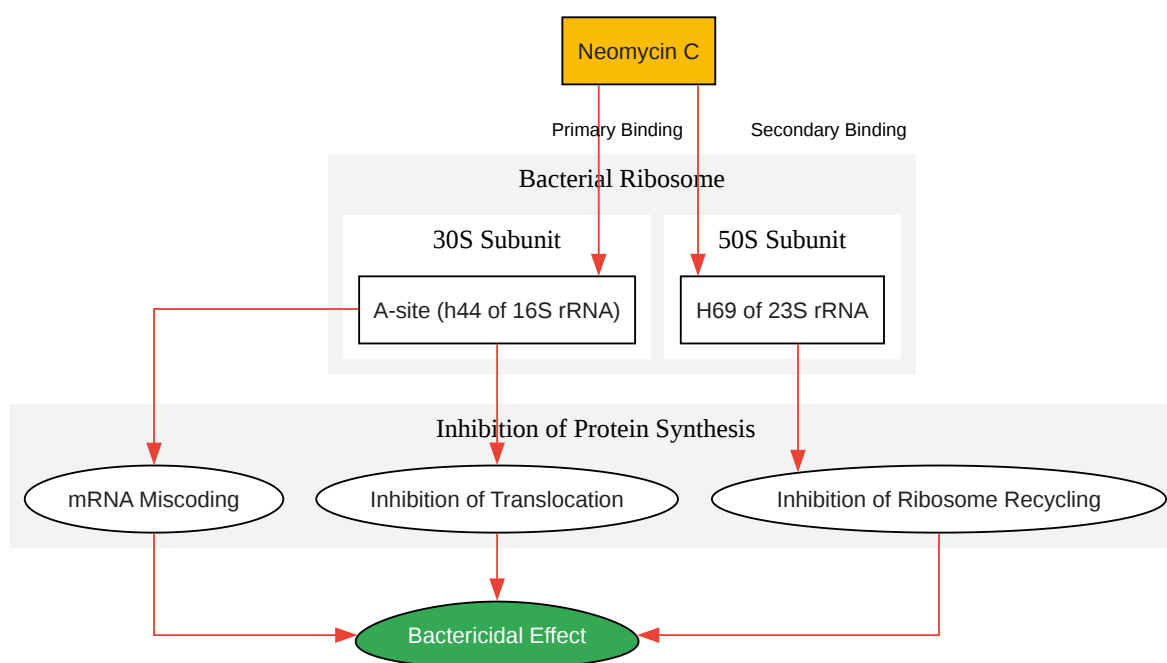 Neomycin C
Primary Binding
Secondary Binding
Bacterial Ribosome
30S Subunit
50S Subunit
A-site (h44 of 16S rRNA)
H69 of 23S rRNA
Inhibition of Protein Synthesis
mRNA Miscoding
Inhibition of Translocation
Inhibition of Ribosome Recycling
Bactericidal Effect